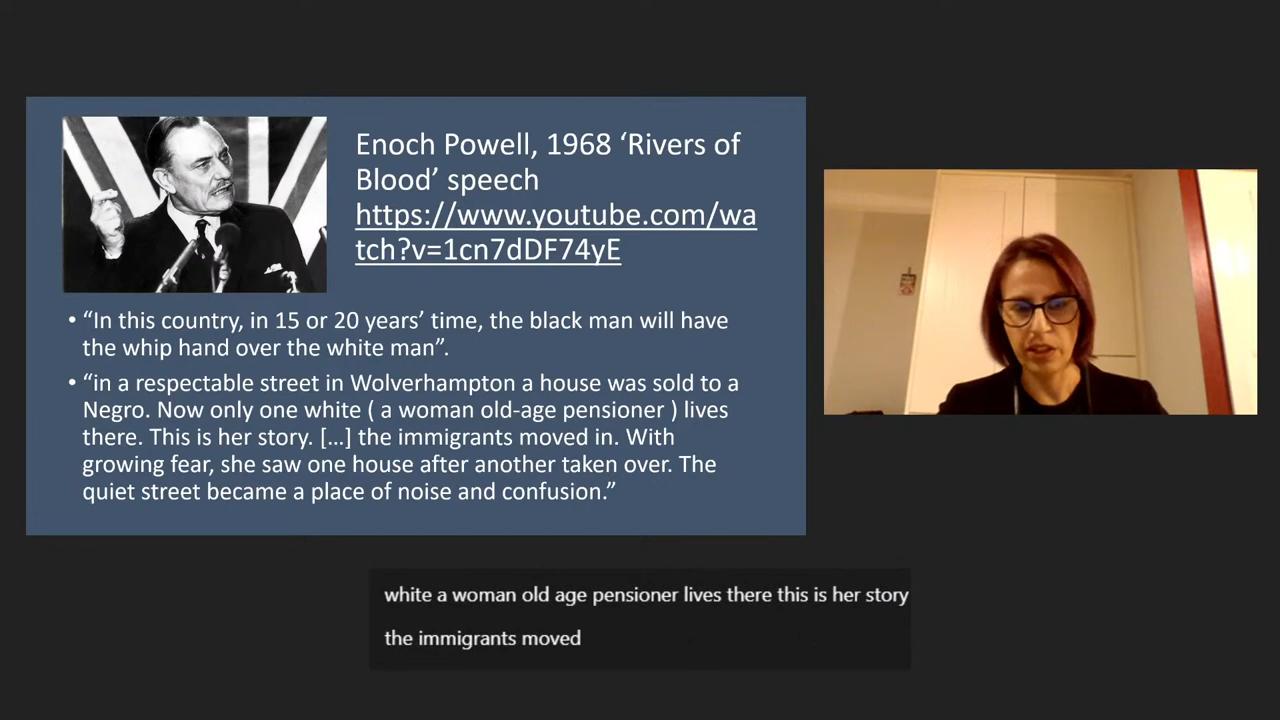 Enoch Powell, 1968 ‘Rivers of
Blood’ speech
https://www.youtube.com/wa
tch?v=1cn7dDF74yE
• “In this country, in 15 or 20 years’ time, the black man will have
the whip hand over the white man”.
• “in a respectable street in Wolverhampton a house was sold to a
Negro. Now only one white ( a woman old-age pensioner ) lives
there. This is her story. […] the immigrants moved in. With
growing fear, she saw one house after another taken over. The
quiet street became a place of noise and confusion.”
white a woman old age pensioner lives there this is her story
the immigrants moved